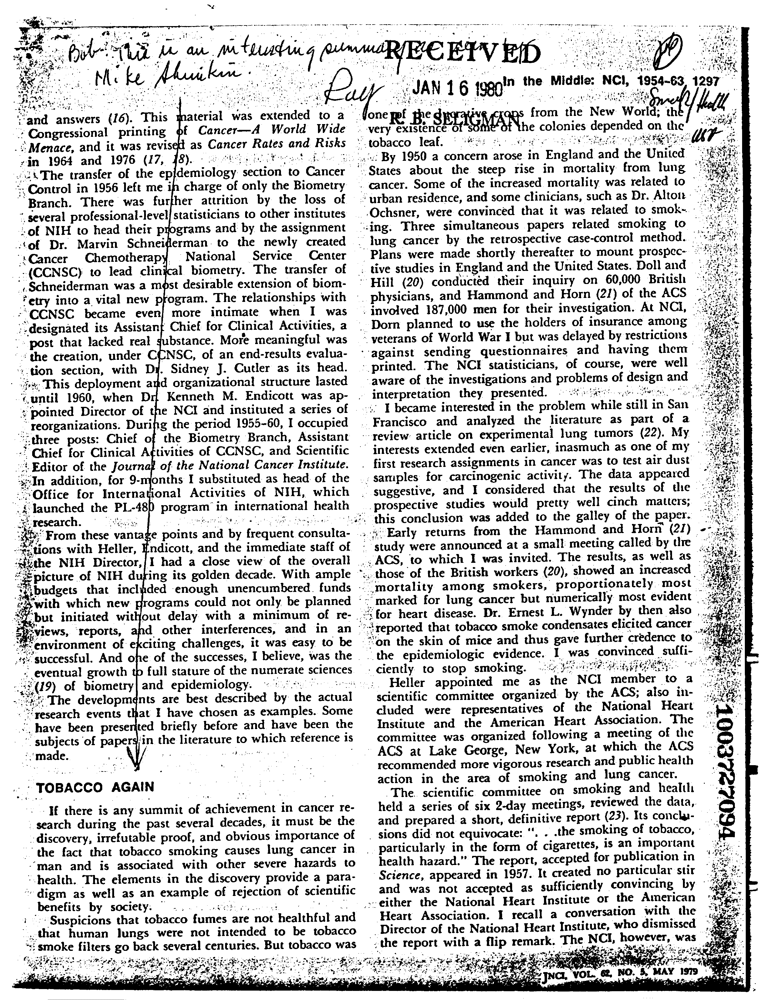 Bob - This is an interesting summary
Mike Shimkin.
Ray
RECEIVED
JAN 16 1980
R. B. SELIGMAN
In the Middle: NCI, 1954–63 1297
and answers (16). This material was extended to a
Congressional printing of Cancer—A World Wide
Menace, and it was revised as Cancer Rates and Risks
in 1964 and 1976 (17, 18).
The transfer of the epidemiology section to Cancer
Control in 1956 left me in charge of only the Biometry
Branch. There was further attrition by the loss of
several professional-level statisticians to other institutes
of NIH to head their programs and by the assignment
of Dr. Marvin Schneiderman to the newly created
Cancer Chemotherapy National Service Center
(CCNSC) to lead clinical biometry. The transfer of
Schneiderman was a most desirable extension of biom-
etry into a vital new program. The relationships with
CCNSC became even more intimate when I was
designated its Assistant Chief for Clinical Activities, a
post that lacked real substance. More meaningful was
the creation, under CCNSC, of an end-results evalua-
tion section, with Dr. Sidney J. Cutler as its head.
This deployment and organizational structure lasted
until 1960, when Dr. Kenneth M. Endicott was ap-
pointed Director of the NCI and instituted a series of
reorganizations. During the period 1955–60, I occupied
three posts: Chief of the Biometry Branch, Assistant
Chief for Clinical Activities of CCNSC, and Scientific
Editor of the Journal of the National Cancer Institute.
In addition, for 9-months I substituted as head of the
Office for International Activities of NIH, which
launched the PL-480 program in international health
research.
From these vantage points and by frequent consulta-
tions with Heller, Endicott, and the immediate staff of
the NIH Director, I had a close view of the overall
picture of NIH during its golden decade. With ample
budgets that included enough unencumbered funds
with which new programs could not only be planned
but initiated without delay with a minimum of re-
views, reports, and other interferences, and in an
environment of exciting challenges, it was easy to be
successful. And one of the successes, I believe, was the
eventual growth to full stature of the numerate sciences
(19) of biometry and epidemiology.
The developments are best described by the actual
research events that I have chosen as examples. Some
have been presented briefly before and have been the
subjects of papers in the literature to which reference is
made.
TOBACCO AGAIN
If there is any summit of achievement in cancer re-
search during the past several decades, it must be the
discovery, irrefutable proof, and obvious importance of
the fact that tobacco smoking causes lung cancer in
man and is associated with other severe hazards to
health. The elements in the discovery provide a para-
digm as well as an example of rejection of scientific
benefits by society.
Suspicions that tobacco fumes are not healthful and
that human lungs were not intended to be tobacco
smoke filters go back several centuries. But tobacco was
one of the lucrative crops from the New World; the
very existence of some of the colonies depended on the
tobacco leaf.
By 1950 a concern arose in England and the United
States about the steep rise in mortality from lung
cancer. Some of the increased mortality was related to
urban residence, and some clinicians, such as Dr. Alton
Ochsner, were convinced that it was related to smok-
ing. Three simultaneous papers related smoking to
lung cancer by the retrospective case-control method.
Plans were made shortly thereafter to mount prospec-
tive studies in England and the United States. Doll and
Hill (20) conducted their inquiry on 60,000 British
physicians, and Hammond and Horn (21) of the ACS
involved 187,000 men for their investigation. At NCI,
Dorn planned to use the holders of insurance among
veterans of World War I but was delayed by restrictions
against sending questionnaires and having them
printed. The NCI statisticians, of course, were well
aware of the investigations and problems of design and
interpretation they presented.
I became interested in the problem while still in San
Francisco and analyzed the literature as part of a
review article on experimental lung tumors (22). My
interests extended even earlier, inasmuch as one of my
first research assignments in cancer was to test air dust
samples for carcinogenic activity. The data appeared
suggestive, and I considered that the results of the
prospective studies would pretty well cinch matters;
this conclusion was added to the galley of the paper.
Early returns from the Hammond and Horn (21)
study were announced at a small meeting called by the
ACS, to which I was invited. The results, as well as
those of the British workers (20), showed an increased
mortality among smokers, proportionately most
marked for lung cancer but numerically most evident
for heart disease. Dr. Ernest L. Wynder by then also
reported that tobacco smoke condensates elicited cancer
on the skin of mice and thus gave further credence to
the epidemiologic evidence. I was convinced suffi-
ciently to stop smoking.
Heller appointed me as the NCI member to a
scientific committee organized by the ACS; also in-
cluded were representatives of the National Heart
Institute and the American Heart Association. The
committee was organized following a meeting of the
ACS at Lake George, New York, at which the ACS
recommended more vigorous research and public health
action in the area of smoking and lung cancer.
The scientific committee on smoking and health
held a series of six 2-day meetings, reviewed the data,
and prepared a short, definitive report (23). Its conclu-
sions did not equivocate: ". . .the smoking of tobacco,
particularly in the form of cigarettes, is an important
health hazard." The report, accepted for publication in
Science, appeared in 1957. It created no particular stir
and was not accepted as sufficiently convincing by
either the National Heart Institute or the American
Heart Association. I recall a conversation with the
Director of the National Heart Institute, who dismissed
the report with a flip remark. The NCI, however, was
1003727094
JNCI, VOL. 62, NO. 5, MAY 1979